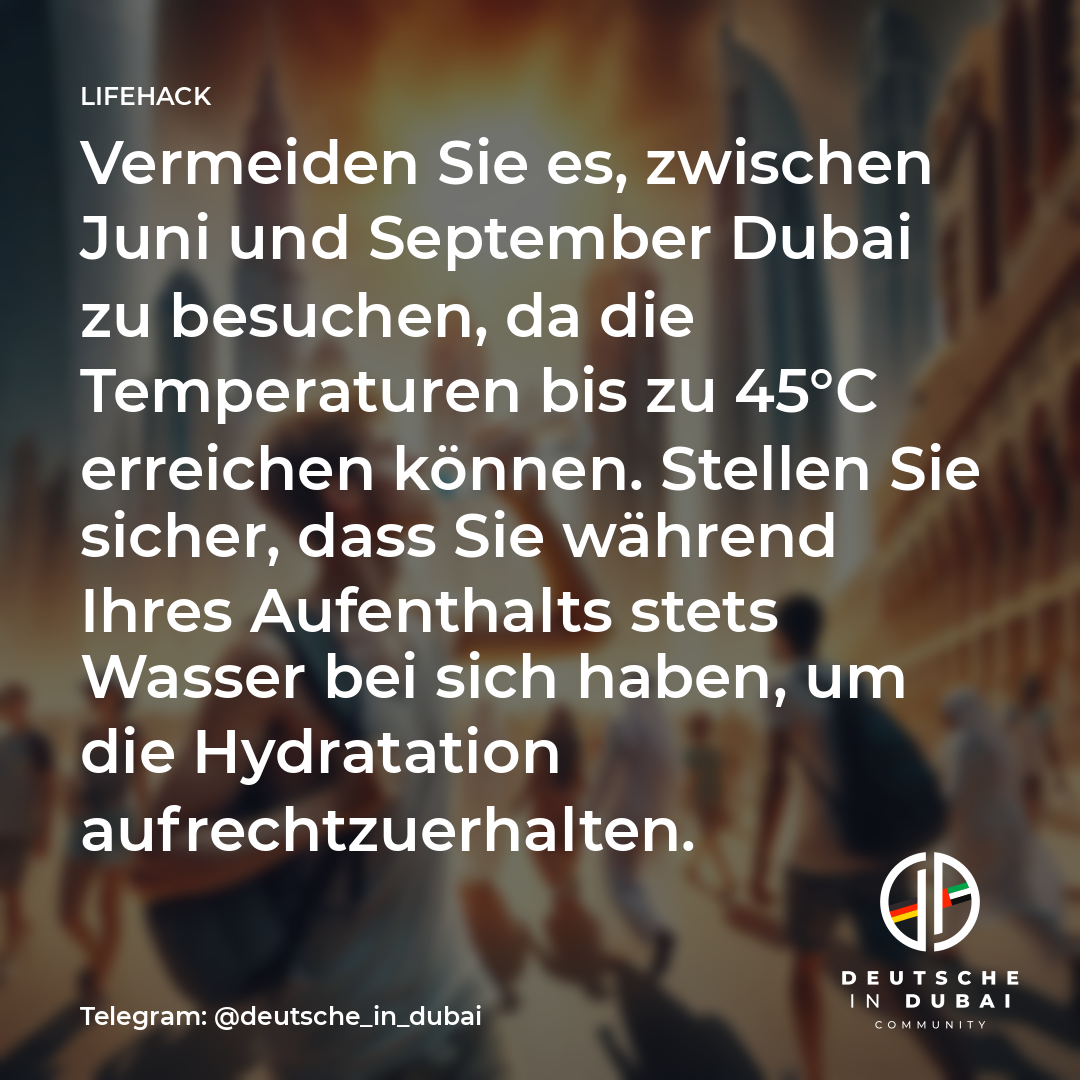 LIFEHACK
Vermeiden Sie es, zwischen
Juni und September Dubai
zu besuchen, da die
Temperaturen bis zu 45°C
erreichen können. Stellen Sie
sicher, dass Sie während
Ihres Aufenthalts stets
Wasser bei sich haben, um
die Hydratation
aufrechtzuerhalten.
DEUTSCHE
IN DUBAI
COMMUNITY
Telegram: @deutsche_in_dubai